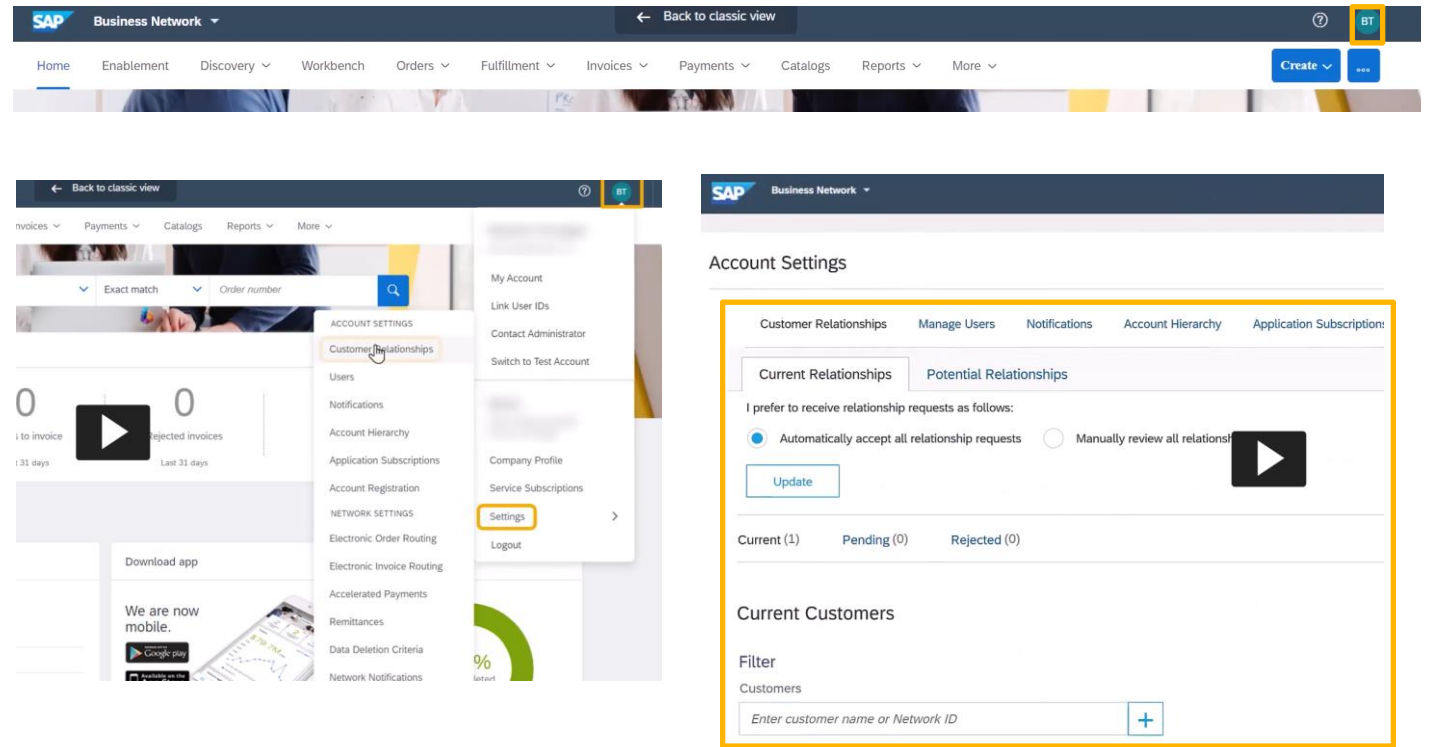 SAP Business Network
← Back to classic view
BT
Home Enablement Discovery Workbench Orders Fulfillment Invoices Payments Catalogs Reports More
Create ...
← Back to classic view
BT
nvoices Payments Catalogs Reports More
Exact match Order number
My Account
Link User IDs
Contact Administrator
Switch to Test Account
Company Profile
Service Subscriptions
Settings >
Logout
ACCOUNT SETTINGS
Customer Relationships
Users
Notifications
Account Hierarchy
Application Subscriptions
Account Registration
NETWORK SETTINGS
Electronic Order Routing
Electronic Invoice Routing
Accelerated Payments
Remittances
Data Deletion Criteria
Network Notifications
0 0
s to invoice Rejected invoices
t 31 days Last 31 days
Download app
We are now
mobile.
Google play
Available on the
%
leted
SAP Business Network
Account Settings
Customer Relationships Manage Users Notifications Account Hierarchy Application Subscriptions
Current Relationships Potential Relationships
I prefer to receive relationship requests as follows:
Automatically accept all relationship requests Manually review all relationsh
Update
Current (1) Pending (0) Rejected (0)
Current Customers
Filter
Customers
Enter customer name or Network ID +